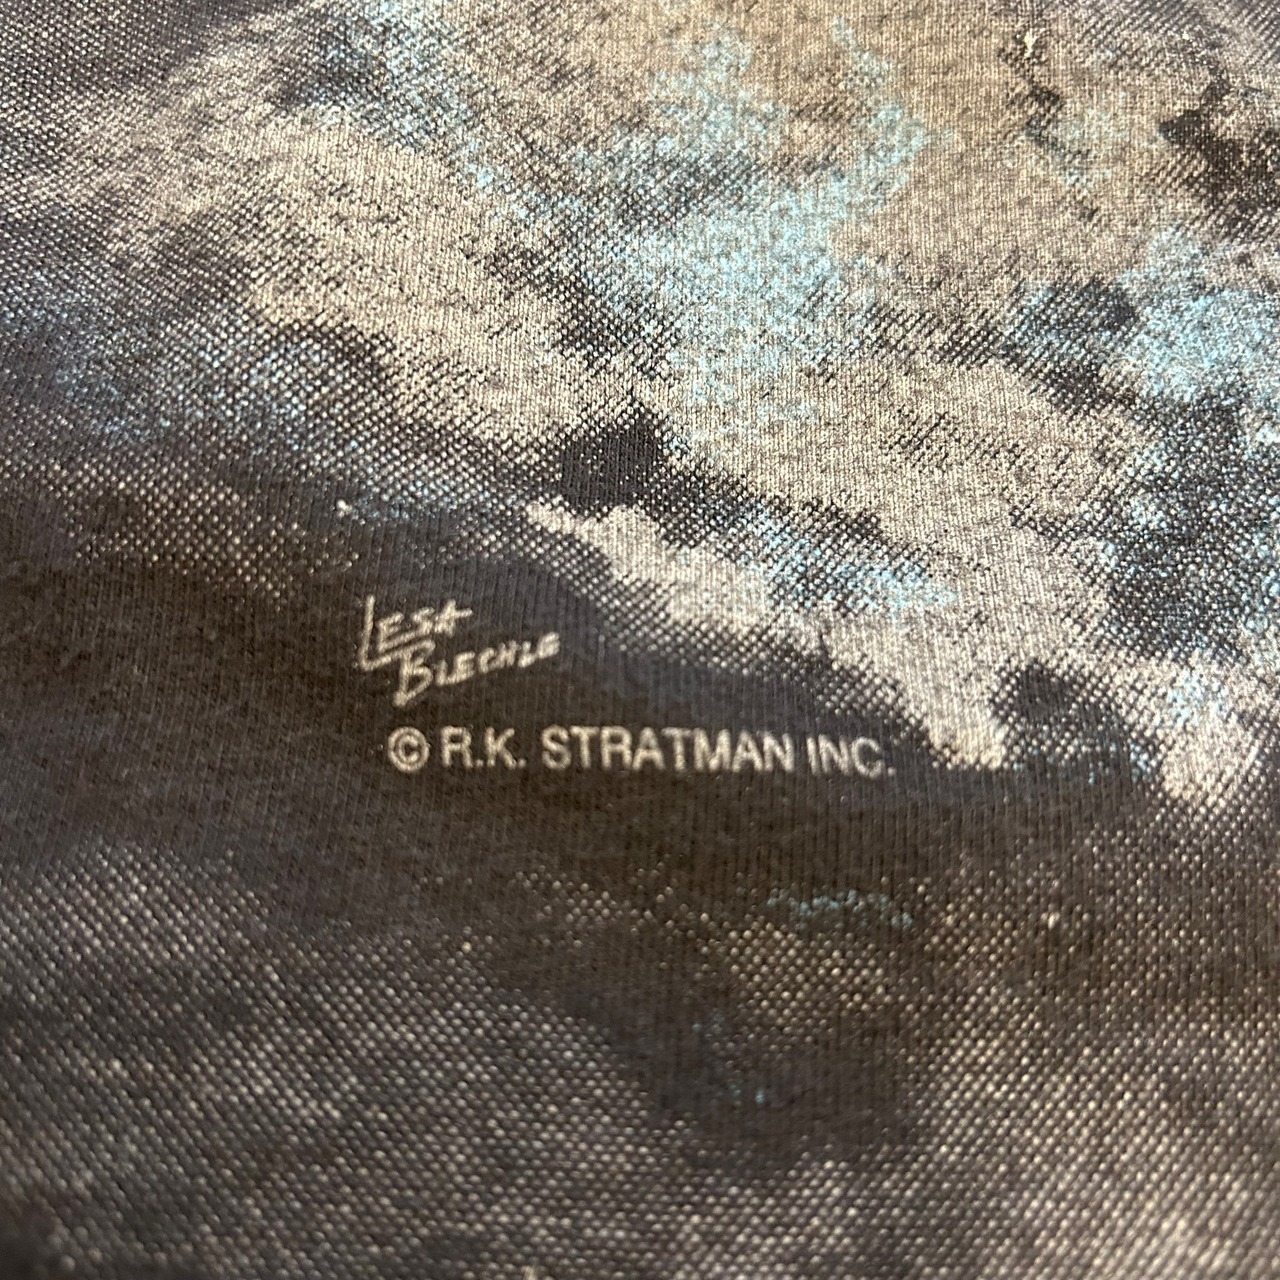 LESA
BLECHLE
© R.K. STRATMAN INC.